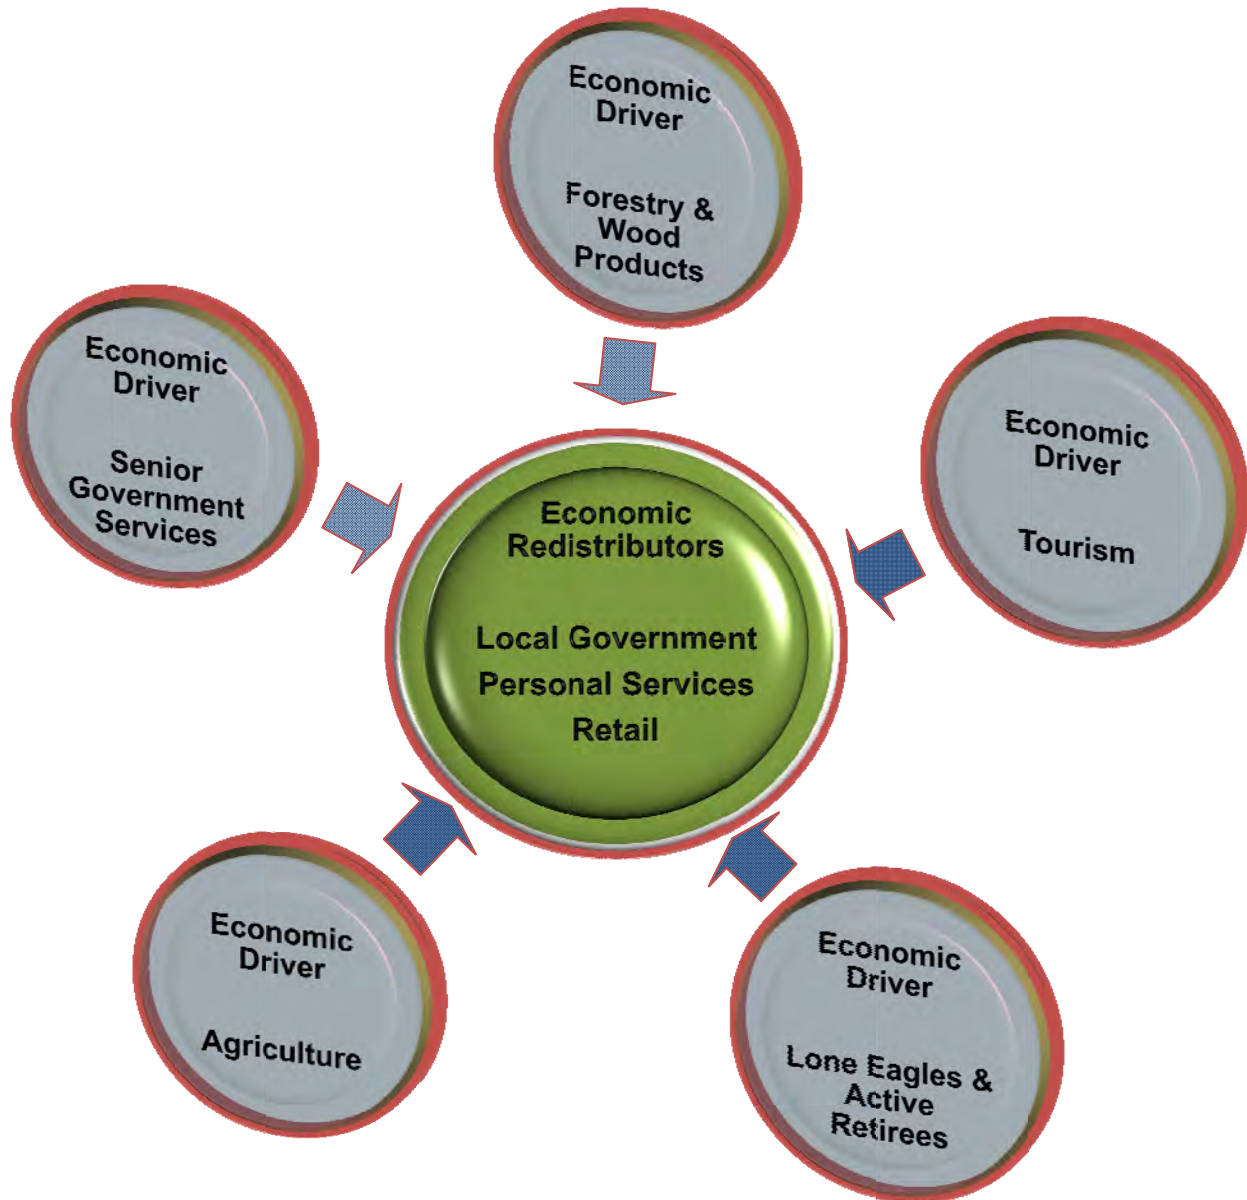 Economic
Driver
Forestry &
Wood
Products
Economic
Driver
Senior
Government
Services
Economic
Driver
Tourism
Economic
Redistributors
Local Government
Personal Services
Retail
Economic
Driver
Agriculture
Economic
Driver
Lone Eagles &
Active
Retirees